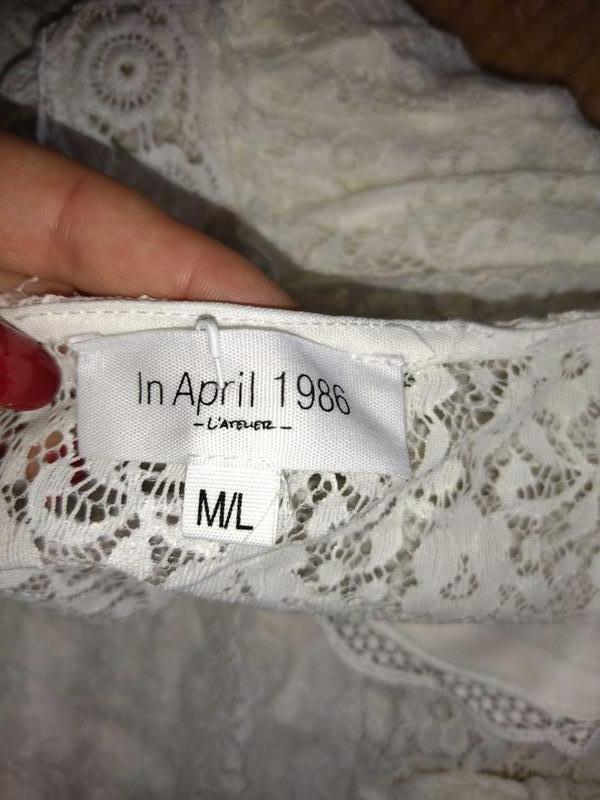 In April 1986
- L'ATELIER -
M/L